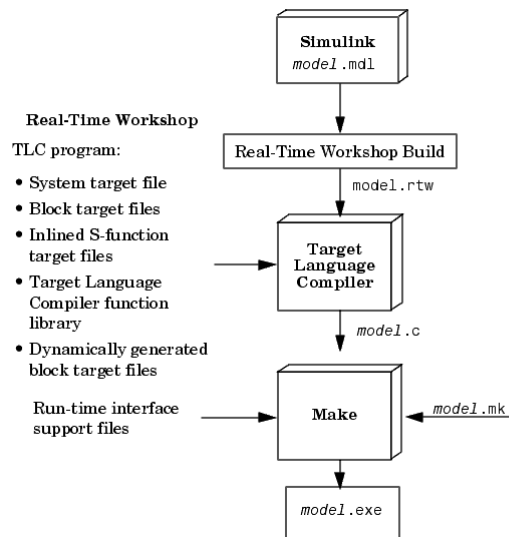 Simulink
model.mdl
Real-Time Workshop
TLC program:
Real-Time Workshop Build
• System target file
model.rtw
• Block target files
• Inlined S-function
target files
Target
Language
Compiler
• Target Language
Compiler function
library
model.c
• Dynamically generated
block target files
Run-time interface
support files
Make
model.mk
model.exe